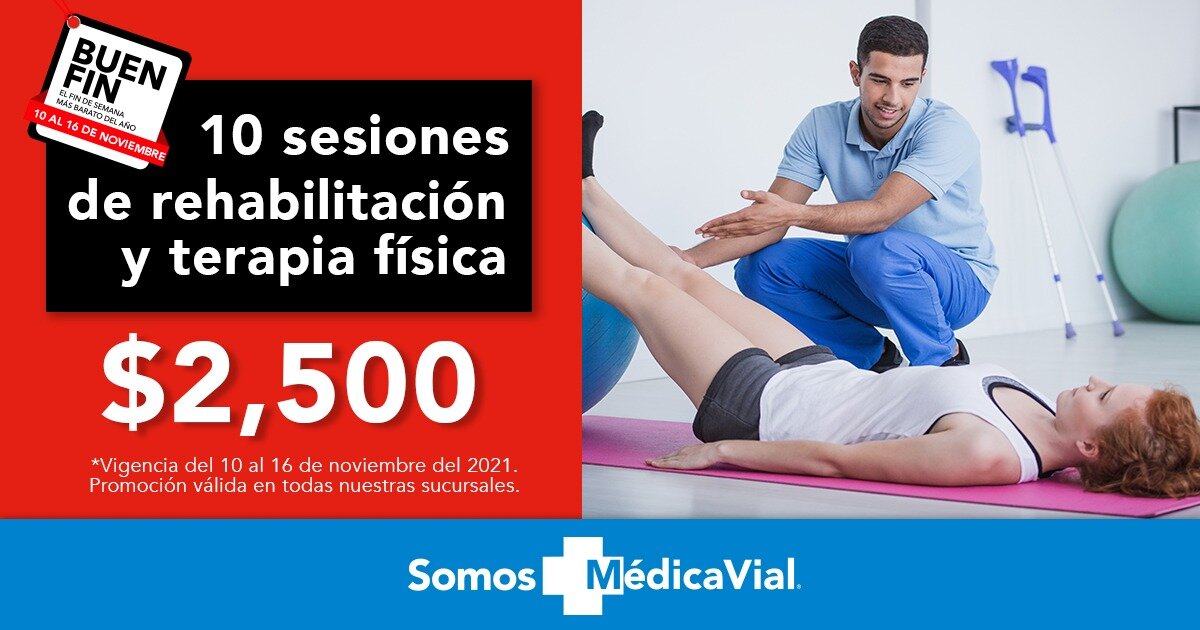 BUEN
FIN
EL FIN DE SEMANA
MÁS BARATO DEL AÑO
10 AL 16 DE NOVIEMBRE
10 sesiones
de rehabilitación
y terapia física
$2,500
*Vigencia del 10 al 16 de noviembre del 2021.
Promoción válida en todas nuestras sucursales.
Somos MédicaVial®